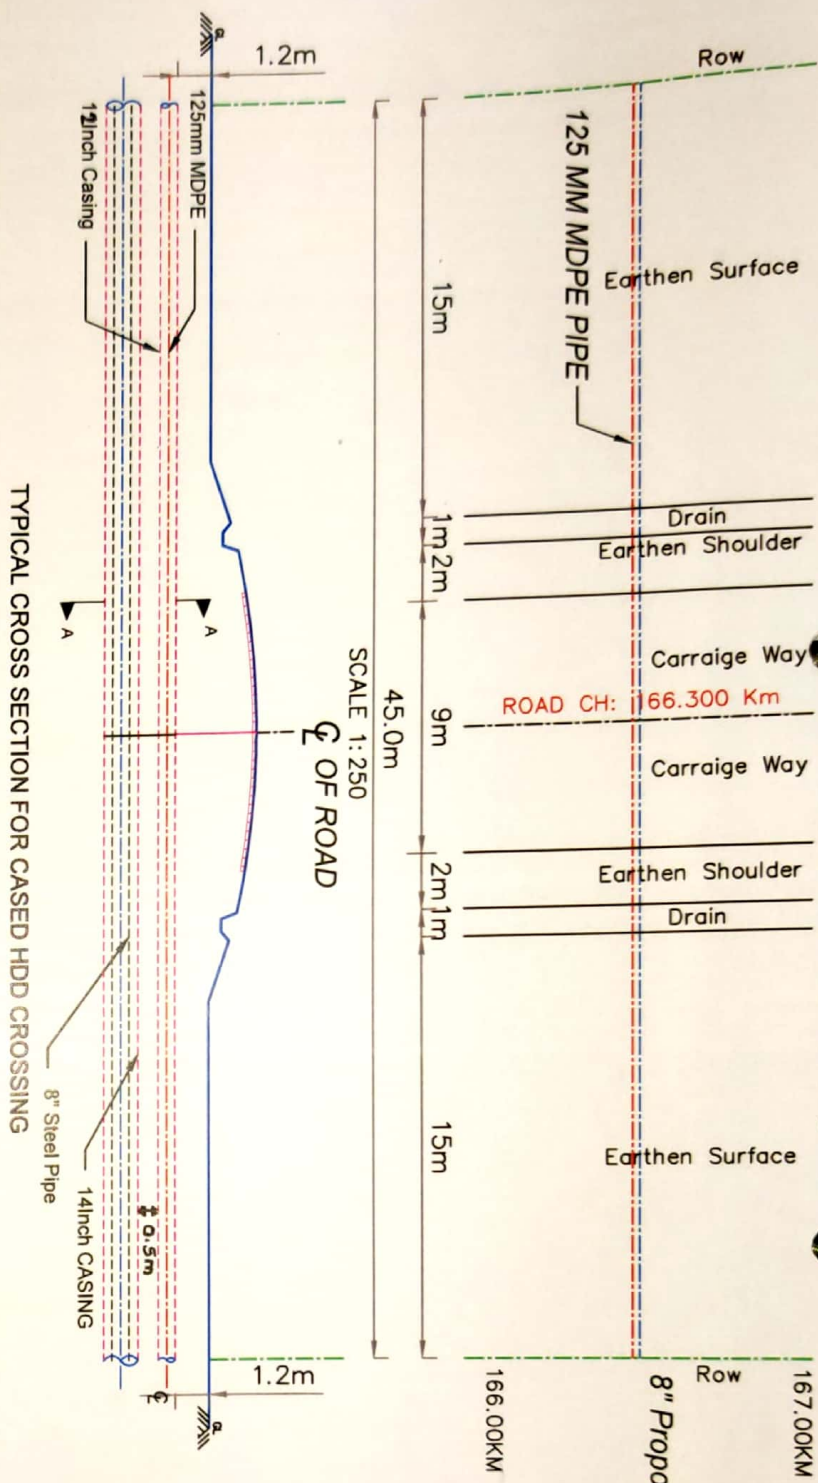 Row
Earthen Surface
125 MM MDPE PIPE
Drain
Earthen Shoulder
Carraige Way
ROAD CH: 166.300 Km
Carraige Way
Earthen Shoulder
Drain
Earthen Surface
Row
166.00KM
167.00KM
15m
1m
2m
9m
2m
1m
15m
45.0m
SCALE 1:250
℄ OF ROAD
GL
1.2m
125mm MDPE
12Inch Casing
A
A
8" Steel Pipe
14Inch CASING
0.5m
1.2m
GL
℄
TYPICAL CROSS SECTION FOR CASED HDD CROSSING
8"